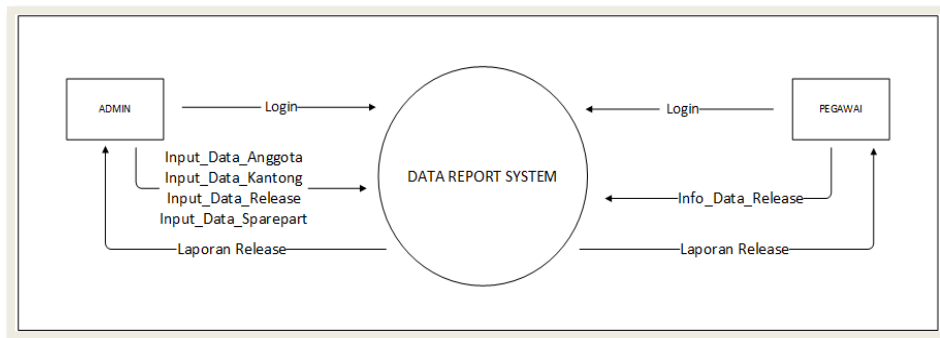 ADMIN
Login
Login
PEGAWAI
Input_Data_Anggota
Input_Data_Kantong
Input_Data_Release
Input_Data_Sparepart
DATA REPORT SYSTEM
Info_Data_Release
Laporan Release
Laporan Release